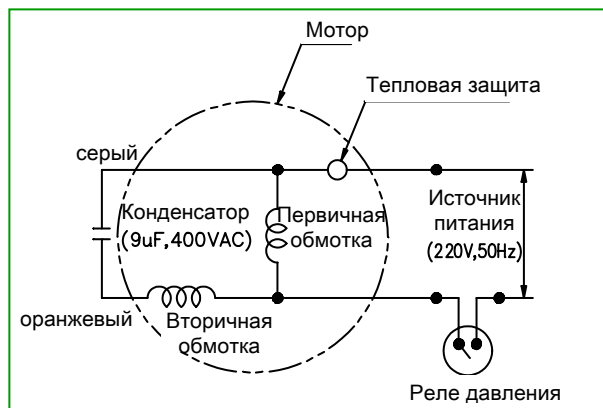 Мотор
Тепловая защита
серый
Конденсатор
(9uF,400VAC)
Первичная
обмотка
Источник
питания
(220V,50Hz)
оранжевый
Вторичная
обмотка
Реле давления